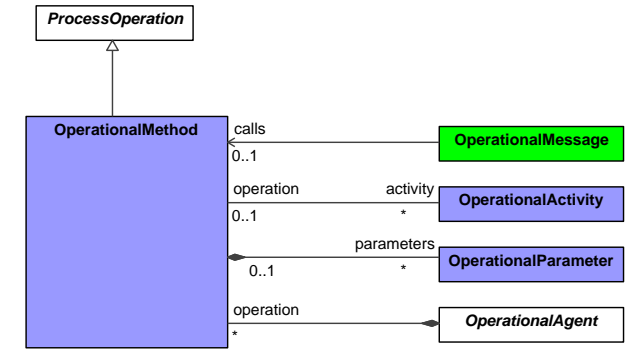 ProcessOperation
OperationalMethod
calls
0..1
OperationalMessage
operation
activity
0..1
*
OperationalActivity
parameters
0..1
*
OperationalParameter
operation
*
OperationalAgent